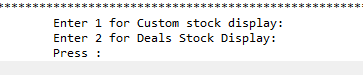 ************************************************************
Enter 1 for Custom stock display:
Enter 2 for Deals Stock Display:
Press :